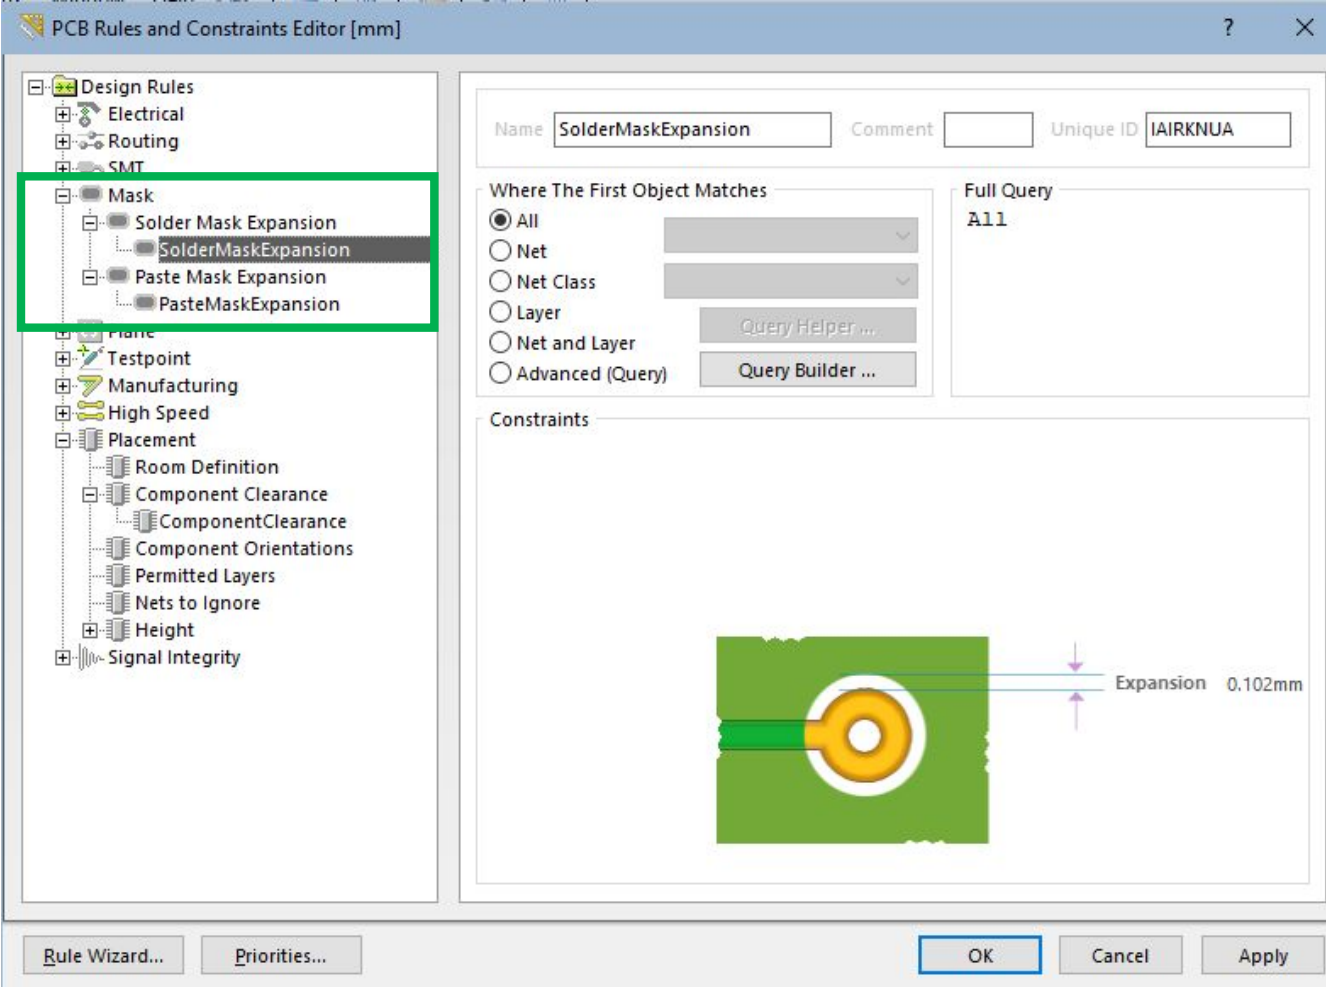 PCB Rules and Constraints Editor [mm]
?
Design Rules
Electrical
Routing
SMT
Mask
Solder Mask Expansion
SolderMaskExpansion
Paste Mask Expansion
PasteMaskExpansion
Plane
Testpoint
Manufacturing
High Speed
Placement
Room Definition
Component Clearance
ComponentClearance
Component Orientations
Permitted Layers
Nets to Ignore
Height
Signal Integrity
Name SolderMaskExpansion Comment Unique ID IAIRKNUA
Where The First Object Matches
All
Net
Net Class
Layer
Net and Layer
Advanced (Query)
Query Helper ...
Query Builder ...
Full Query
All
Constraints
Expansion 0.102mm
Rule Wizard... Priorities... OK Cancel Apply